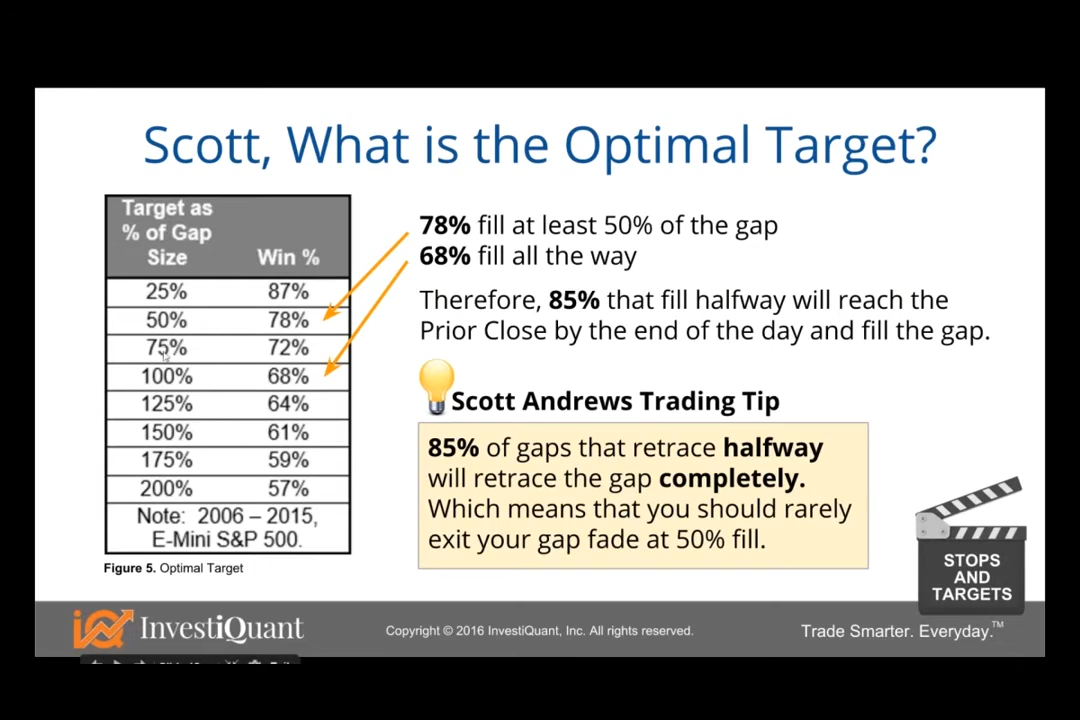 Scott, What is the Optimal Target?
Target as
% of Gap
Size Win %
25% 87%
50% 78%
75% 72%
100% 68%
125% 64%
150% 61%
175% 59%
200% 57%
Note: 2006 – 2015,
E-Mini S&P 500.
Figure 5. Optimal Target
78% fill at least 50% of the gap
68% fill all the way
Therefore, 85% that fill halfway will reach the
Prior Close by the end of the day and fill the gap.
Scott Andrews Trading Tip
85% of gaps that retrace halfway
will retrace the gap completely.
Which means that you should rarely
exit your gap fade at 50% fill.
STOPS
AND
TARGETS
iQ InvestiQuant
Copyright © 2016 InvestiQuant, Inc. All rights reserved.
Trade Smarter. Everyday.™